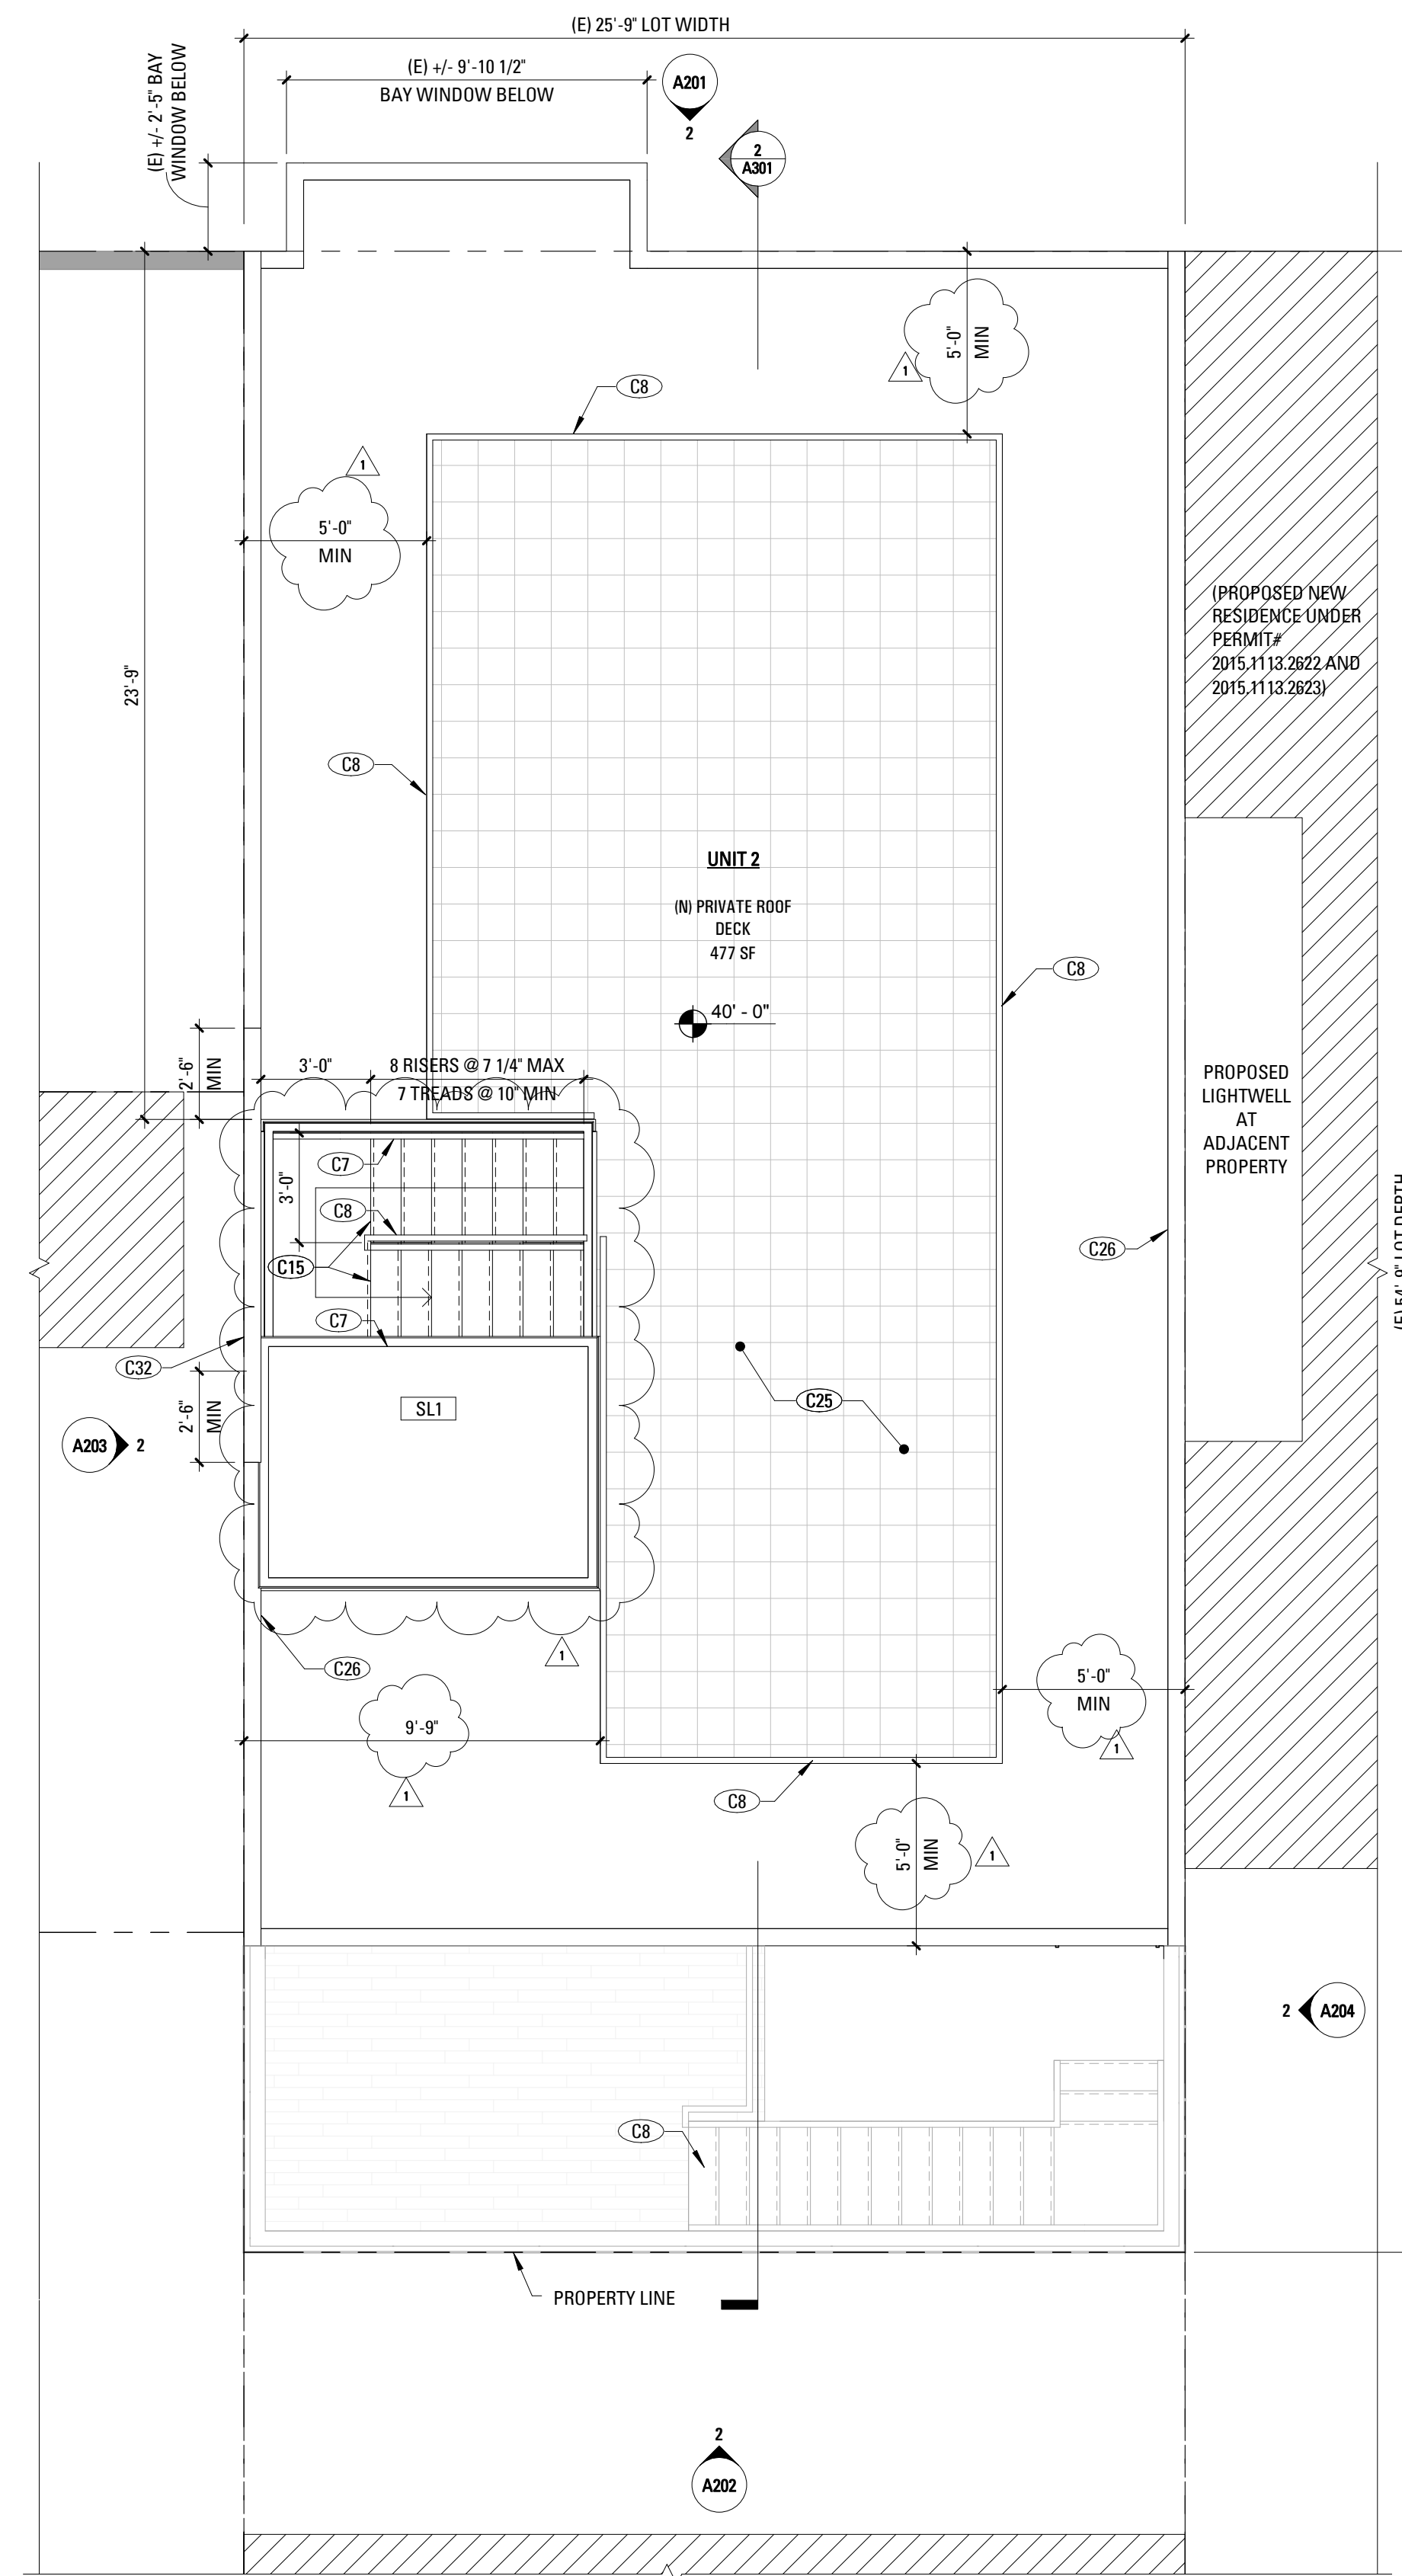 (E) 25'-9" LOT WIDTH
(E) +/- 9'-10 1/2"
BAY WINDOW BELOW
(E) +/- 2'-5" BAY
WINDOW BELOW
A201
2
2
A301
5'-0"
MIN
1
C8
1
5'-0"
MIN
23'-9"
(PROPOSED NEW
RESIDENCE UNDER
PERMIT#
2015.1113.2622 AND
2015.1113.2623)
C8
UNIT 2
(N) PRIVATE ROOF
DECK
477 SF
C8
40' - 0"
2'-6"
MIN
3'-0"
8 RISERS @ 7 1/4" MAX
7 TREADS @ 10" MIN
PROPOSED
LIGHTWELL
AT
ADJACENT
PROPERTY
C7
3'-0"
C8
C26
(E) 54'-9" LOT DEPTH
C15
C7
C32
2'-6"
MIN
SL1
C25
A203
2
1
C26
5'-0"
MIN
1
9'-9"
1
C8
5'-0"
MIN
1
2
A204
C8
PROPERTY LINE
2
A202